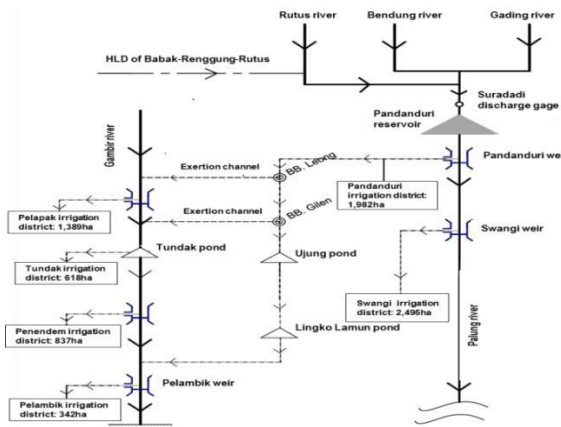 Rutus river
Bendung river
Gading river
HLD of Babak-Renggung-Rutus
Suradadi
discharge gage
Pandanduri
reservoir
Gambir river
Exertion channel
BB. Leong
Pandanduri we
Pandanduri
irrigation district:
1,982ha
Pelapak irrigation
district: 1,389ha
Exertion channel
BB. Gilen
Swangi weir
Tundak pond
Ujung pond
Tundak irrigation
district: 618ha
Swangi irrigation
district: 2,495ha
Palung river
Penendem irrigation
district: 837ha
Lingko Lamun pond
Pelambik weir
Pelambik irrigation
district: 342ha